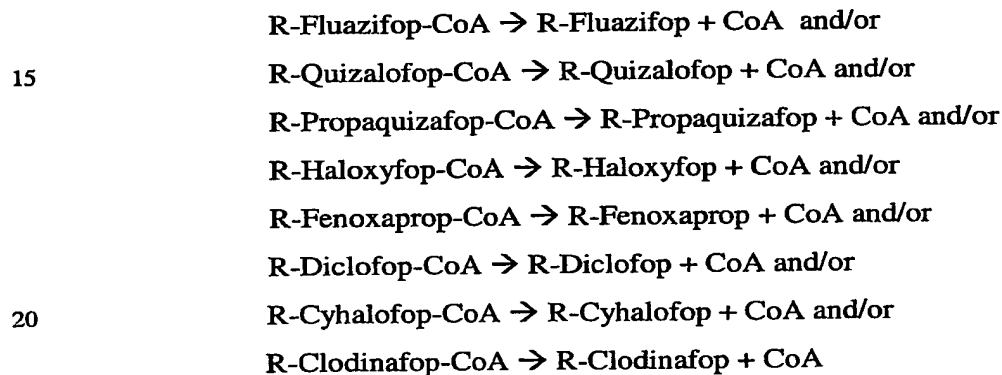 R-Fluazifop-CoA → R-Fluazifop + CoA and/or
15 R-Quizalofop-CoA → R-Quizalofop + CoA and/or
R-Propaquizafop-CoA → R-Propaquizafop + CoA and/or
R-Haloxyfop-CoA → R-Haloxyfop + CoA and/or
R-Fenoxaprop-CoA → R-Fenoxaprop + CoA and/or
R-Diclofop-CoA → R-Diclofop + CoA and/or
20 R-Cyhalofop-CoA → R-Cyhalofop + CoA and/or
R-Clodinafop-CoA → R-Clodinafop + CoA